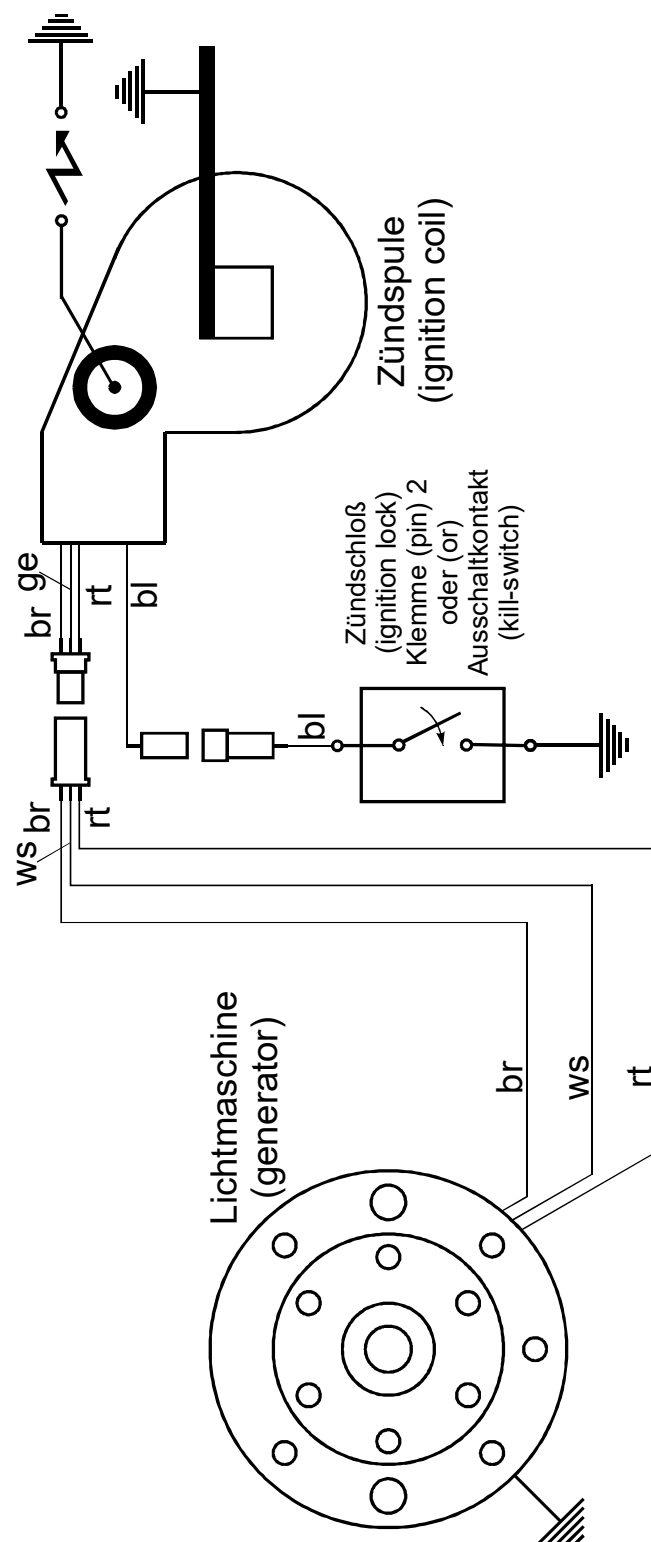 Zündspule
(ignition coil)
br
ge
rt
bl
Zündschloß
(ignition lock)
Klemme (pin) 2
oder (or)
Ausschaltkontakt
(kill-switch)
bl
ws
br
rt
Lichtmaschine
(generator)
br
ws
rt